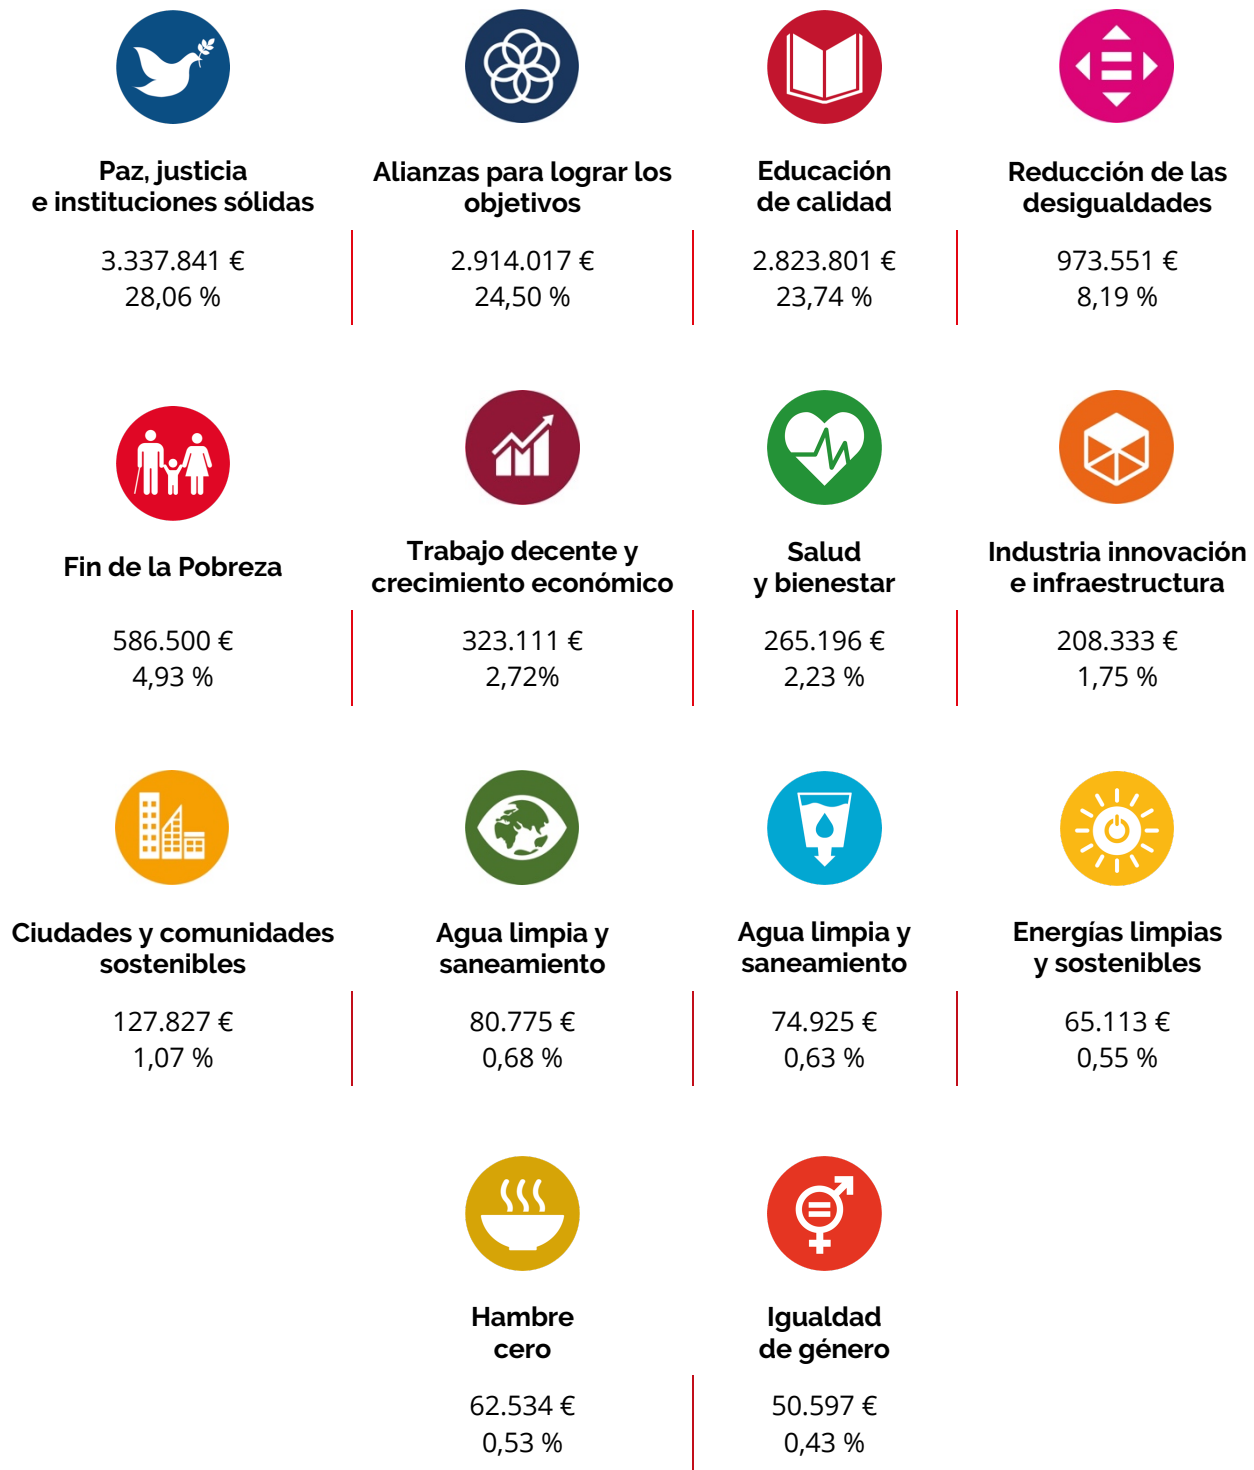 Paz, justicia
e instituciones sólidas
3.337.841 €
28,06 %
Alianzas para lograr los
objetivos
2.914.017 €
24,50 %
Educación
de calidad
2.823.801 €
23,74 %
Reducción de las
desigualdades
973.551 €
8,19 %
Fin de la Pobreza
586.500 €
4,93 %
Trabajo decente y
crecimiento económico
323.111 €
2,72%
Salud
y bienestar
265.196 €
2,23 %
Industria innovación
e infraestructura
208.333 €
1,75 %
Ciudades y comunidades
sostenibles
127.827 €
1,07 %
Agua limpia y
saneamiento
80.775 €
0,68 %
Agua limpia y
saneamiento
74.925 €
0,63 %
Energías limpias
y sostenibles
65.113 €
0,55 %
Hambre
cero
62.534 €
0,53 %
Igualdad
de género
50.597 €
0,43 %